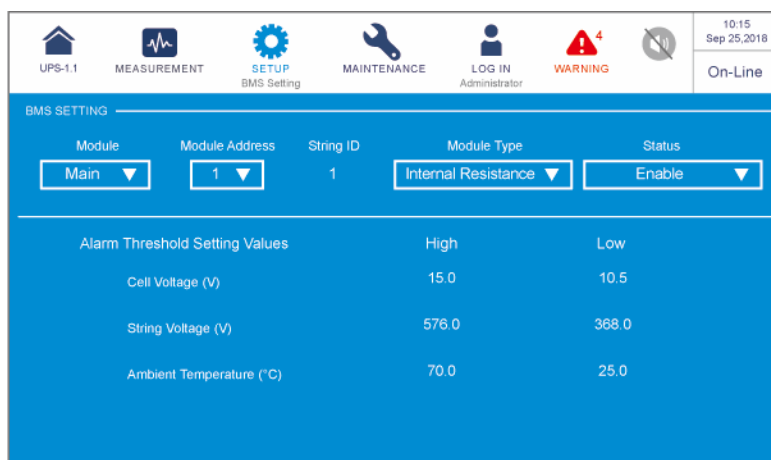 4
10:15
Sep 25,2018
UPS-1.1 MEASUREMENT SETUP MAINTENANCE LOG IN WARNING On-Line
BMS Setting Administrator
BMS SETTING
Module Module Address String ID Module Type Status
Main 1 1 Internal Resistance Enable
Alarm Threshold Setting Values High Low
Cell Voltage (V) 15.0 10.5
String Voltage (V) 576.0 368.0
Ambient Temperature (°C) 70.0 25.0